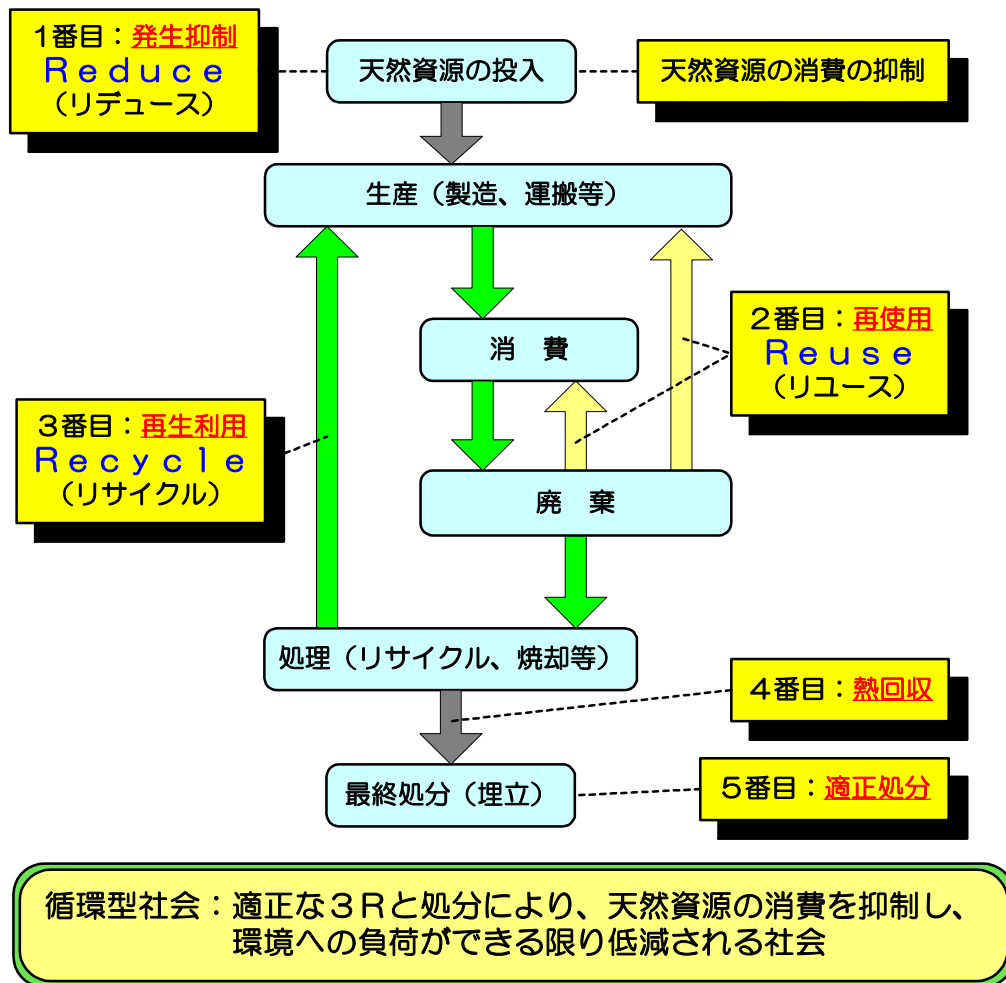 1番目：発生抑制
Ｒｅｄｕｃｅ
（リデュース）
天然資源の投入
天然資源の消費の抑制
生産（製造、運搬等）
消　費
２番目：再使用
Ｒｅｕｓｅ
（リユース）
３番目：再生利用
Ｒｅｃｙｃｌｅ
（リサイクル）
廃　棄
処理（リサイクル、焼却等）
４番目：熱回収
最終処分（埋立）
５番目：適正処分
循環型社会：適正な３Ｒと処分により、天然資源の消費を抑制し、
環境への負荷ができる限り低減される社会